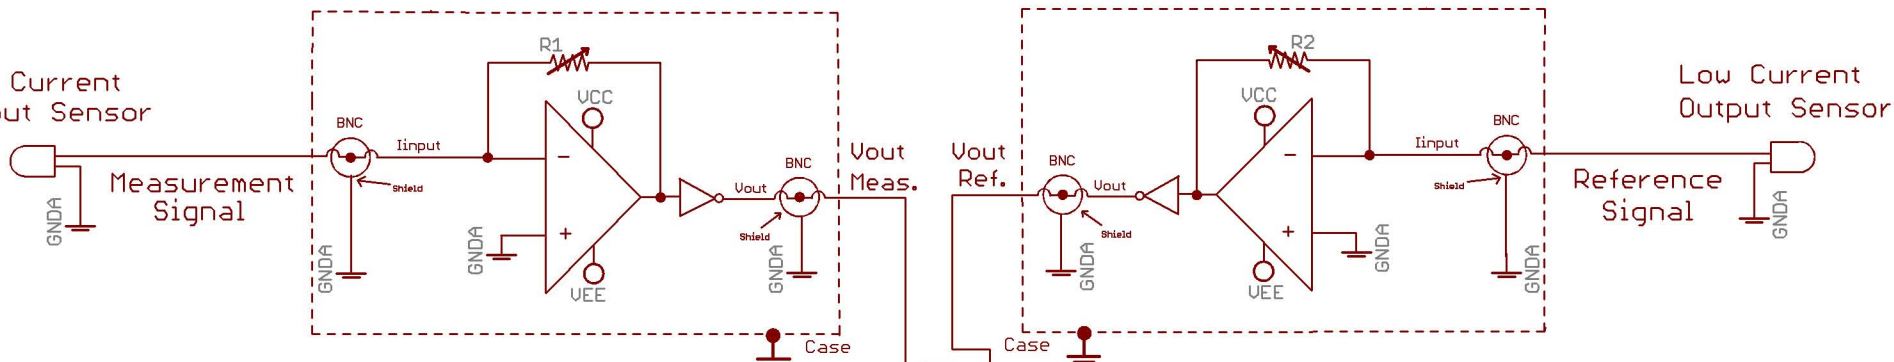 Current
out Sensor
BNC
Iinput
R1
VCC
Measurement
Signal
Shield
GNDA
GNDA
GNDA
VEE
Vout
BNC
Shield
GNDA
Vout
Meas.
Case
Vout
Ref.
BNC
Vout
Shield
GNDA
Case
R2
VCC
VEE
GNDA
Iinput
BNC
Shield
GNDA
Low Current
Output Sensor
Reference
Signal
GNDA